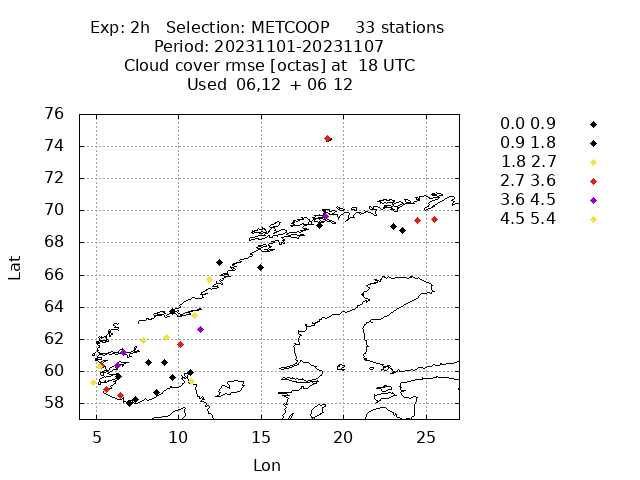 Exp: 2h   Selection: METCOOP     33 stations
Period: 20231101-20231107
Cloud cover rmse [octas] at  18 UTC
Used  06,12  + 06 12
76
74
72
70
68
66
64
62
60
58
5 10 15 20 25
Lat
Lon
0.0 0.9
0.9 1.8
1.8 2.7
2.7 3.6
3.6 4.5
4.5 5.4